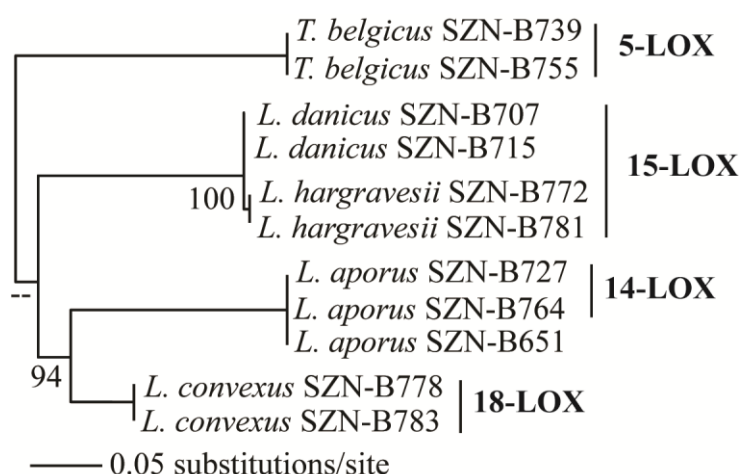 T. belgicus SZN-B739
T. belgicus SZN-B755
5-LOX
L. danicus SZN-B707
L. danicus SZN-B715
L. hargravesii SZN-B772
L. hargravesii SZN-B781
15-LOX
100
L. aporus SZN-B727
L. aporus SZN-B764
L. aporus SZN-B651
14-LOX
--
94
L. convexus SZN-B778
L. convexus SZN-B783
18-LOX
0.05 substitutions/site